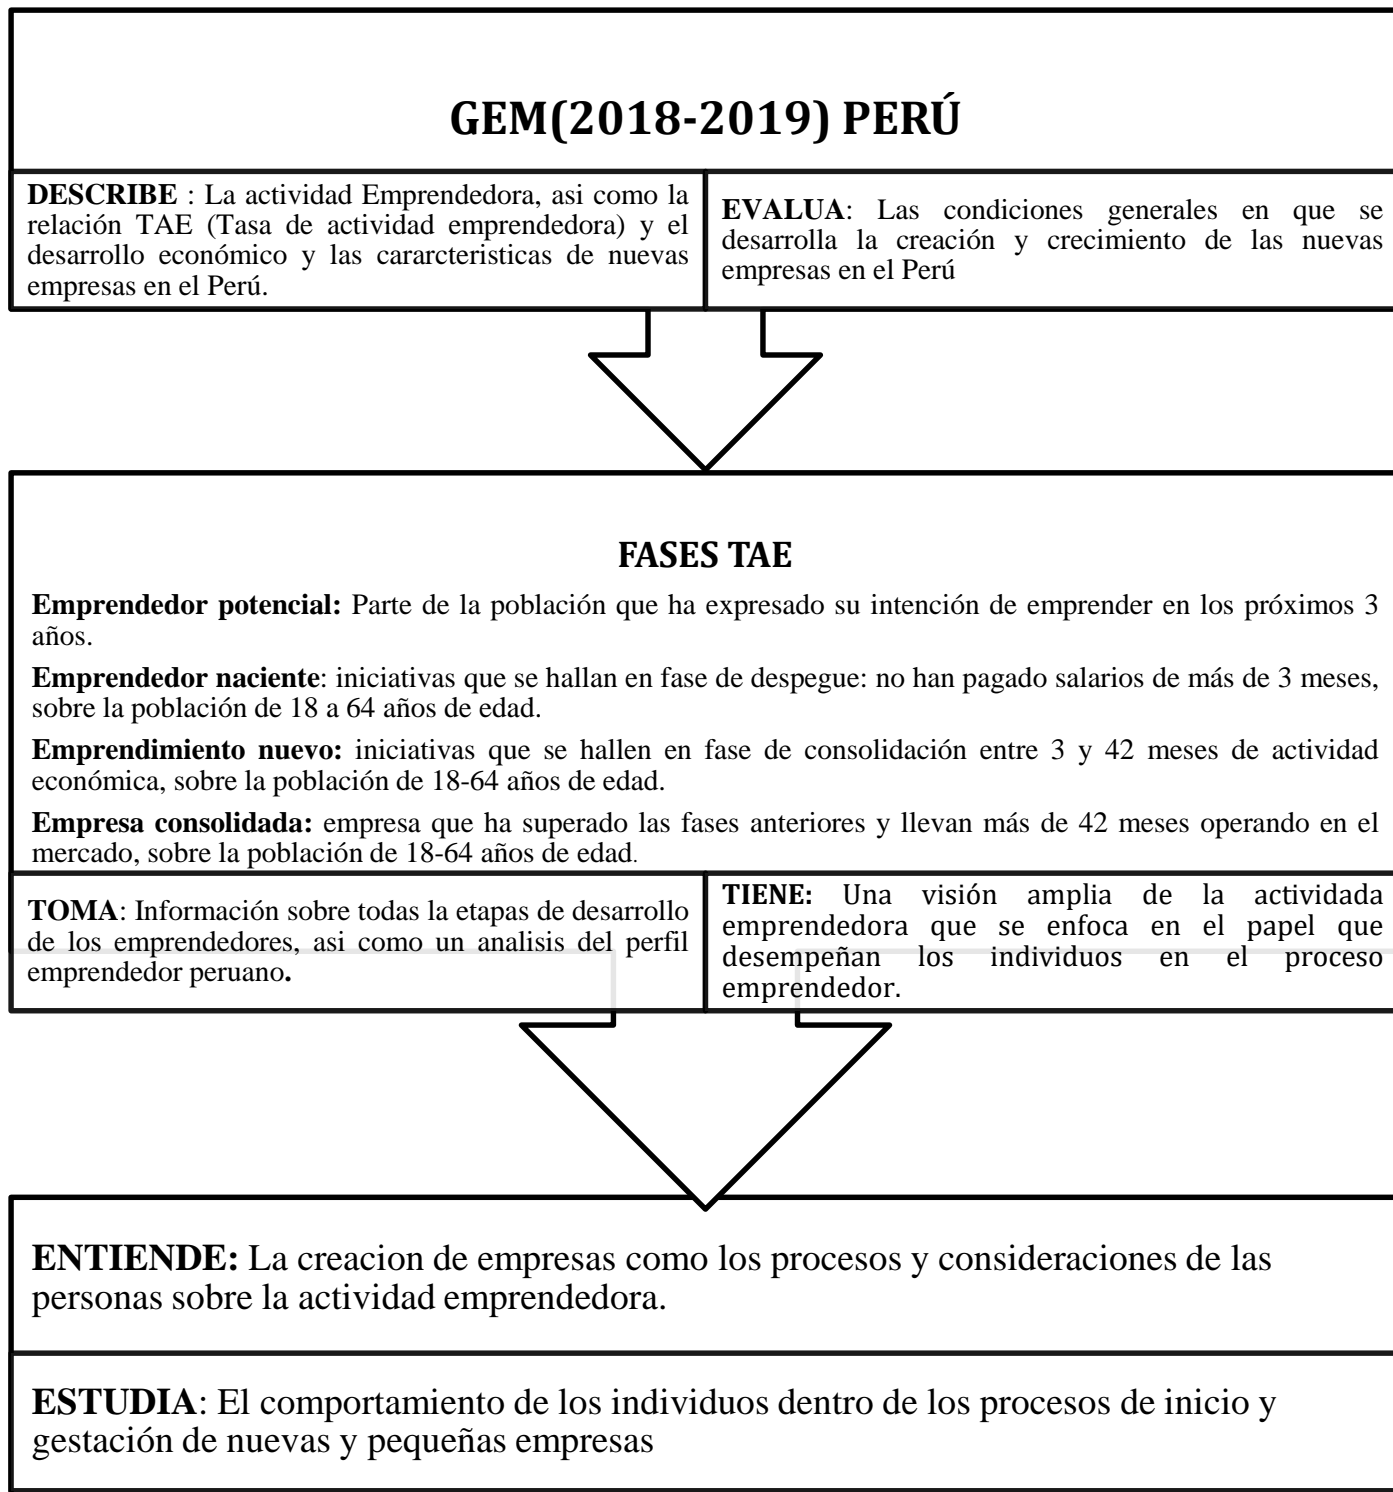 GEM(2018-2019) PERÚ
DESCRIBE : La actividad Emprendedora, asi como la
relación TAE (Tasa de actividad emprendedora) y el
desarrollo económico y las cararcteristicas de nuevas
empresas en el Perú.
EVALUA: Las condiciones generales en que se
desarrolla la creación y crecimiento de las nuevas
empresas en el Perú
FASES TAE
Emprendedor potencial: Parte de la población que ha expresado su intención de emprender en los próximos 3
años.
Emprendedor naciente: iniciativas que se hallan en fase de despegue: no han pagado salarios de más de 3 meses,
sobre la población de 18 a 64 años de edad.
Emprendimiento nuevo: iniciativas que se hallen en fase de consolidación entre 3 y 42 meses de actividad
económica, sobre la población de 18-64 años de edad.
Empresa consolidada: empresa que ha superado las fases anteriores y llevan más de 42 meses operando en el
mercado, sobre la población de 18-64 años de edad.
TOMA: Información sobre todas la etapas de desarrollo
de los emprendedores, asi como un analisis del perfil
emprendedor peruano.
TIENE: Una visión amplia de la actividada
emprendedora que se enfoca en el papel que
desempeñan los individuos en el proceso
emprendedor.
ENTIENDE: La creacion de empresas como los procesos y consideraciones de las
personas sobre la actividad emprendedora.
ESTUDIA: El comportamiento de los individuos dentro de los procesos de inicio y
gestación de nuevas y pequeñas empresas